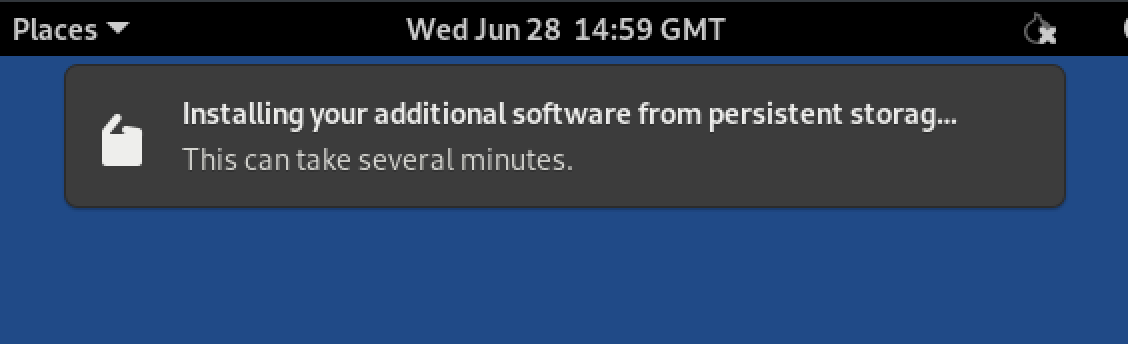 Places
Wed Jun 28 14:59 GMT
Installing your additional software from persistent storag...
This can take several minutes.